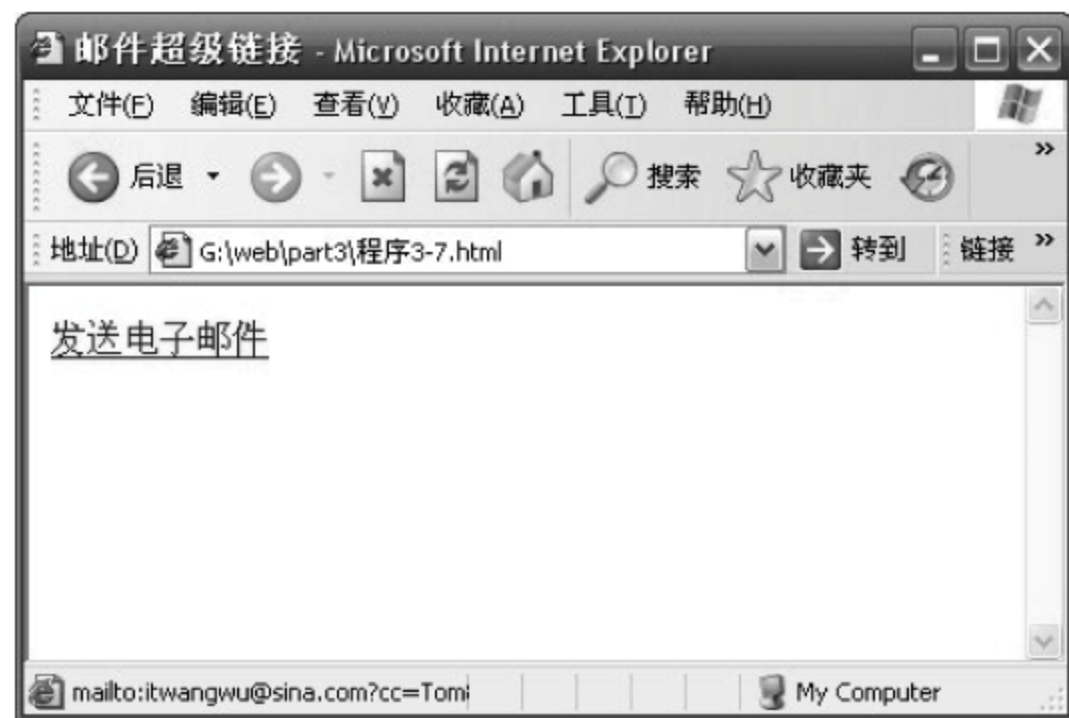 邮件超级链接 - Microsoft Internet Explorer
文件(F) 编辑(E) 查看(V) 收藏(A) 工具(T) 帮助(H)
后退 搜索 收藏夹 »
地址(D) G:\web\part3\程序3-7.html 转到 链接 »
发送电子邮件
mailto:itwangwu@sina.com?cc=Tom My Computer